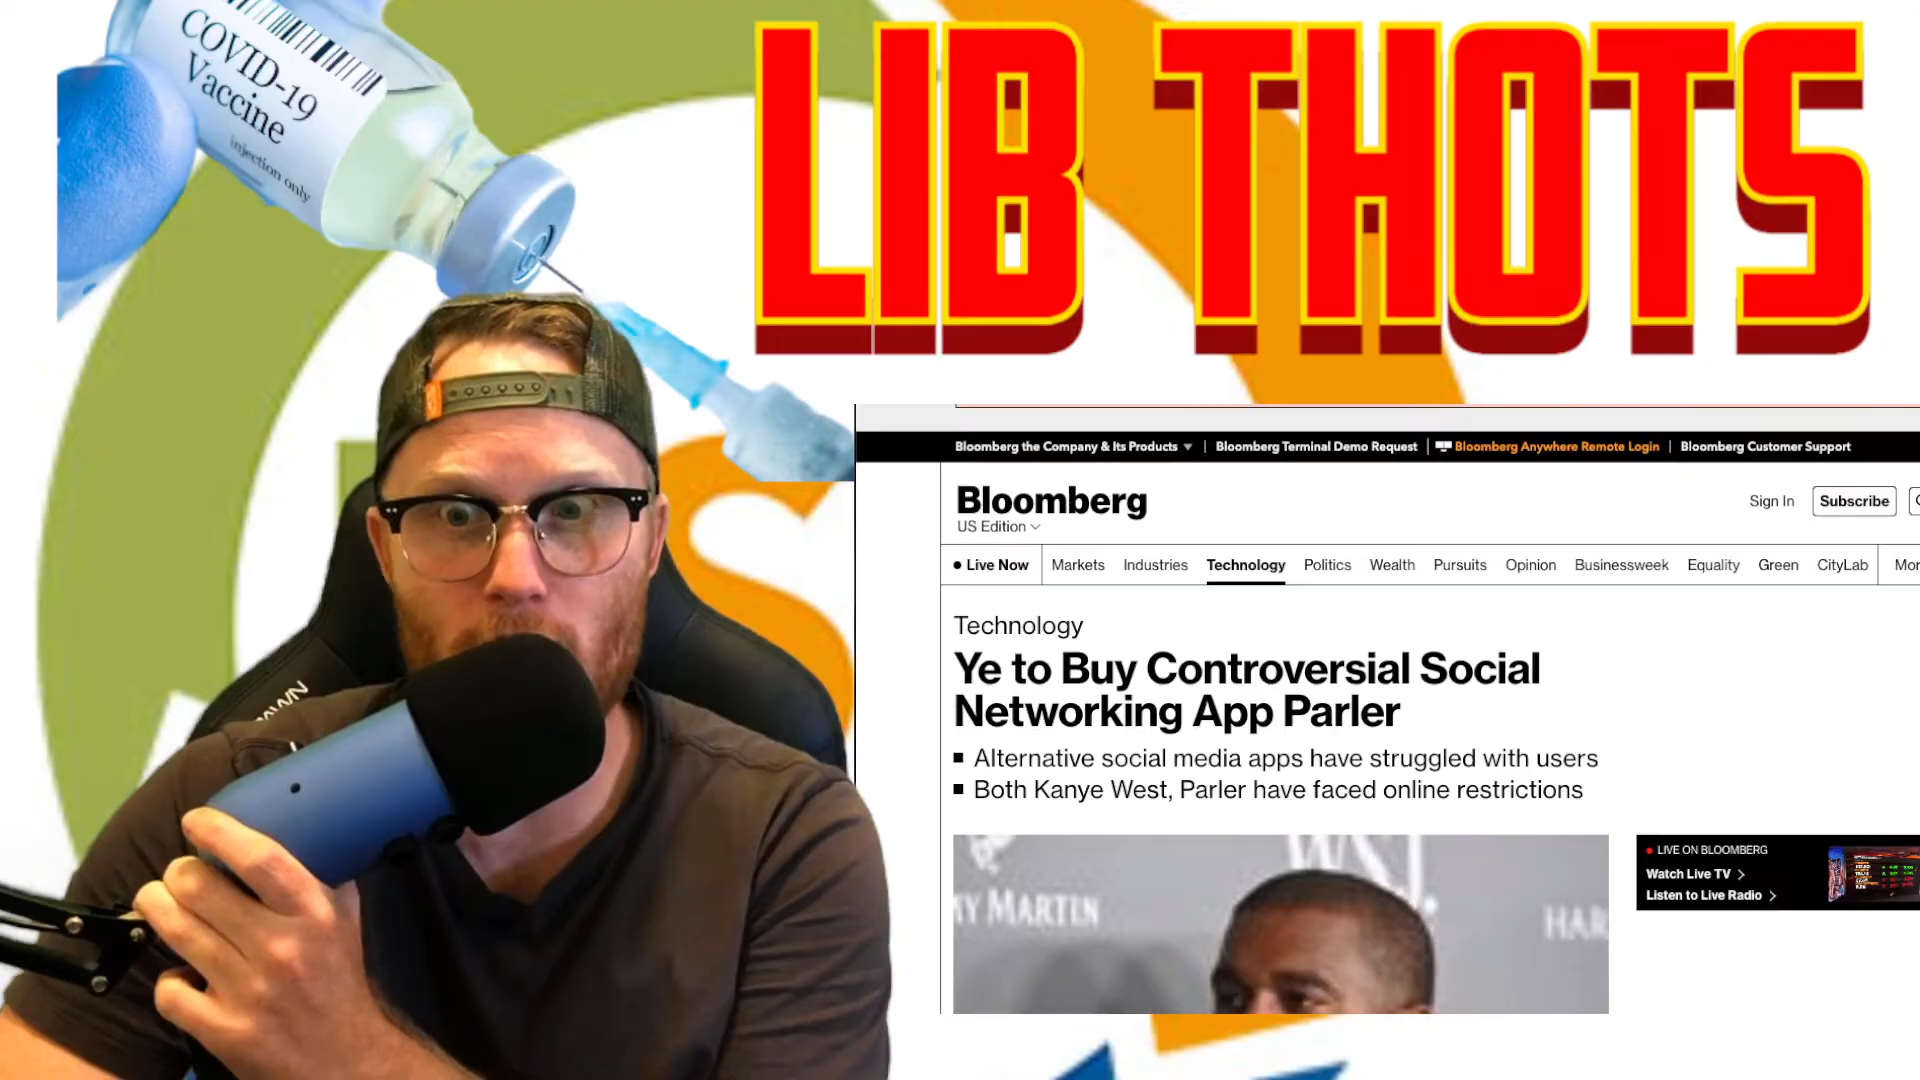 COVID-19
Vaccine
injection only
LIB THOTS
Bloomberg the Company & Its Products
Bloomberg Terminal Demo Request
Bloomberg Anywhere Remote Login
Bloomberg Customer Support
Bloomberg
US Edition
Sign In
Subscribe
Live Now
Markets
Industries
Technology
Politics
Wealth
Pursuits
Opinion
Businessweek
Equality
Green
CityLab
Technology
Ye to Buy Controversial Social
Networking App Parler
Alternative social media apps have struggled with users
Both Kanye West, Parler have faced online restrictions
WSJ.
MARTIN
LIVE ON BLOOMBERG
Watch Live TV
Listen to Live Radio